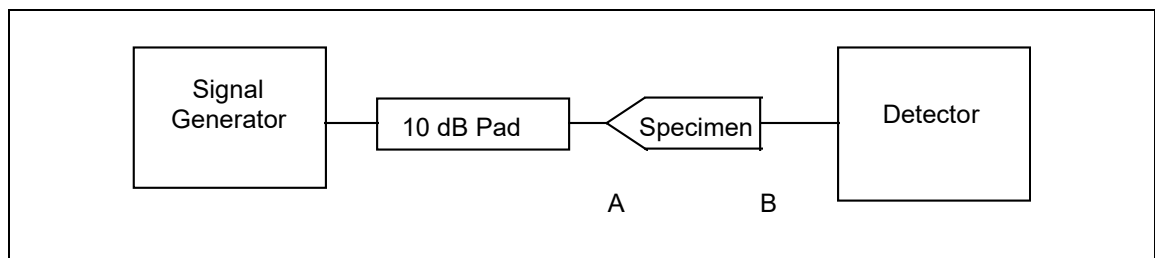 Signal
Generator
10 dB Pad
Specimen
Detector
A
B